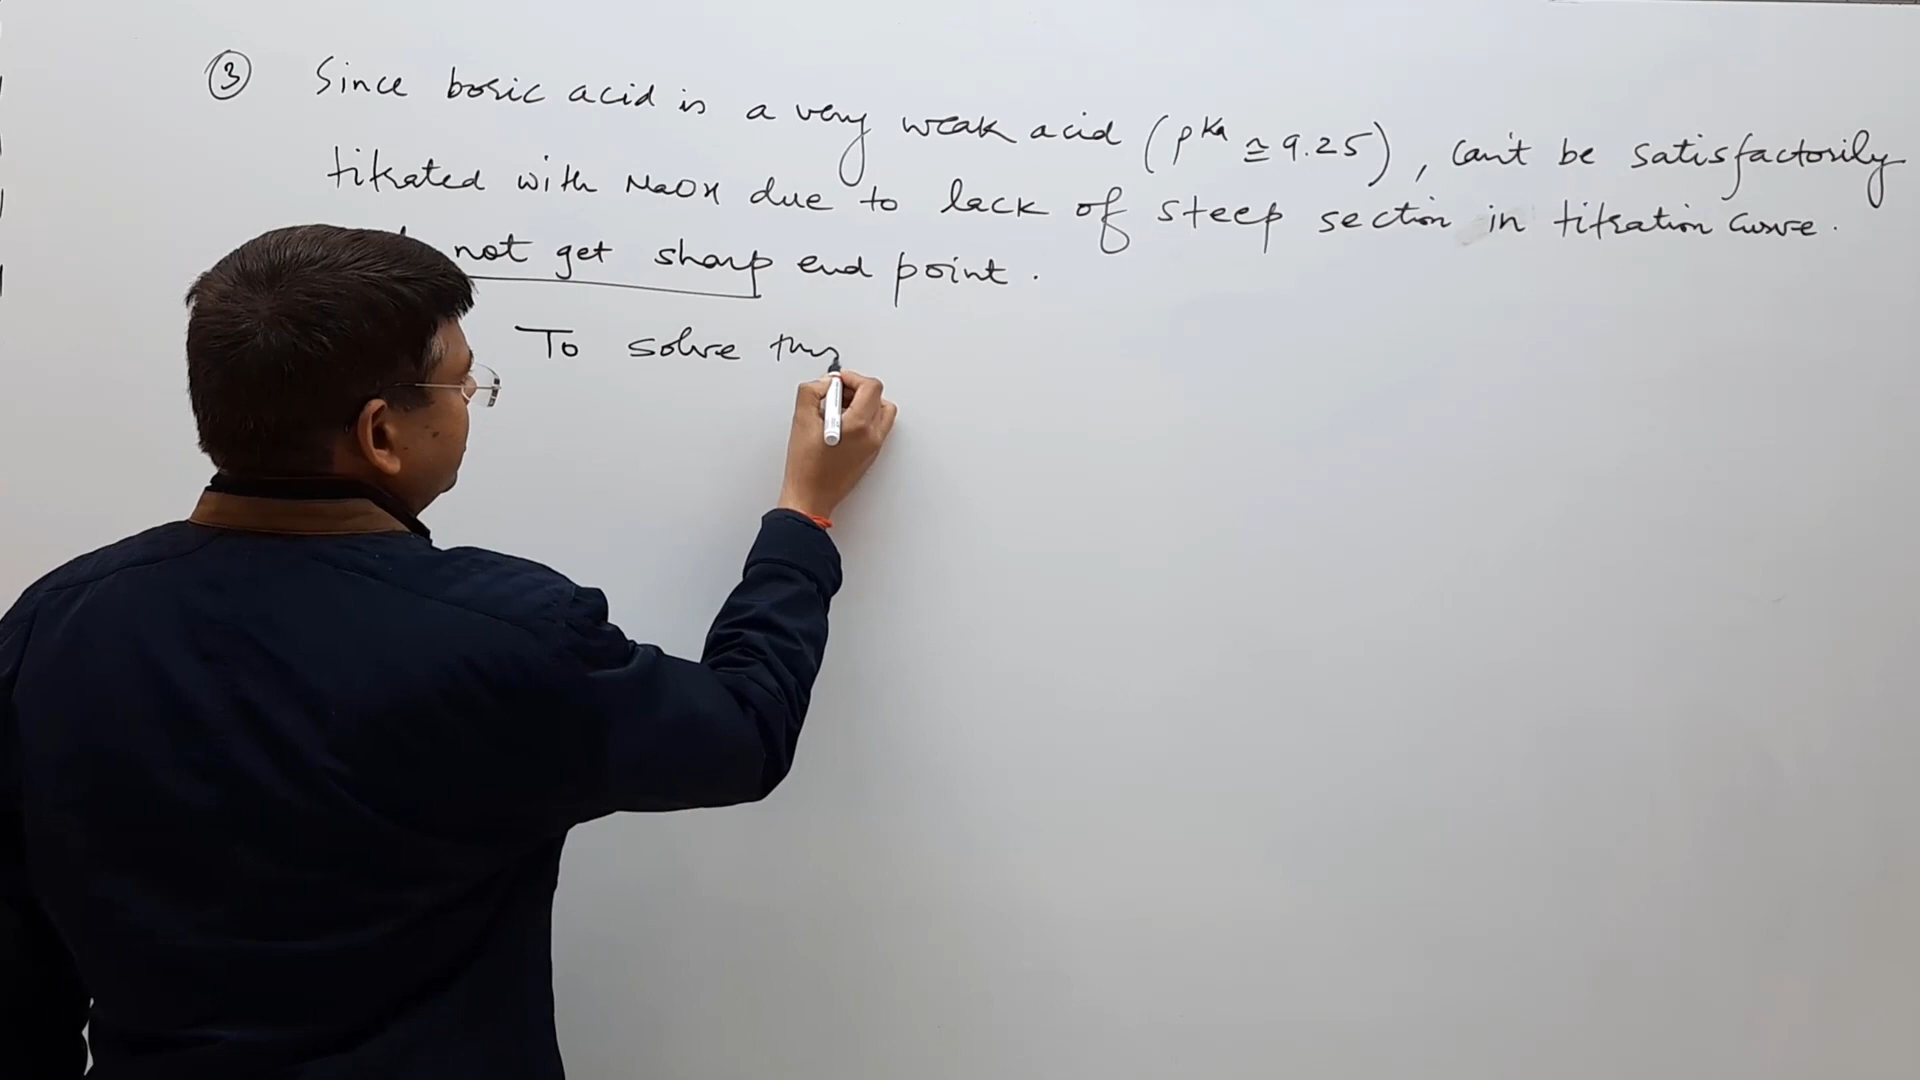 ③ Since boric acid is a very weak acid (pKa ≅ 9.25), can't be satisfactorily
titrated with NaOH due to lack of steep section in titration curve.
not get sharp end point.
To solve this